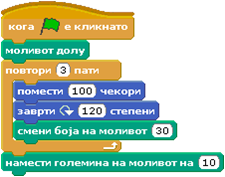 кога е кликнато
моливот долу
повтори 3 пати
помести 100 чекори
заврти 120 степени
смени боја на моливот 30
намести големина на моливот на 10